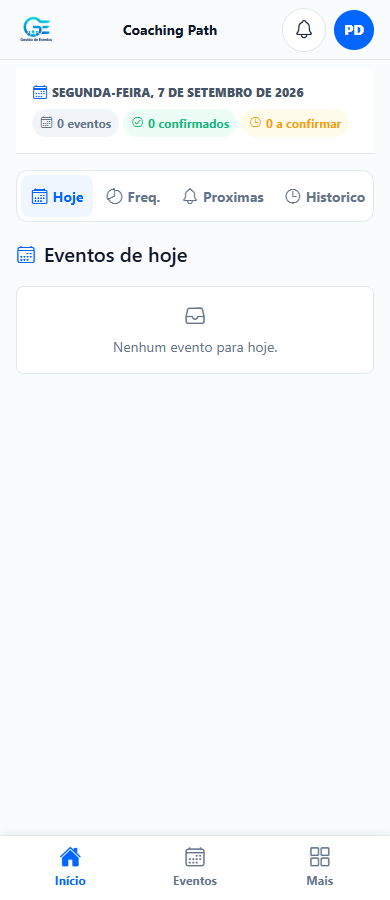 GE
Gestão de Eventos
Coaching Path
PD
SEGUNDA-FEIRA, 7 DE SETEMBRO DE 2026
0 eventos
0 confirmados
0 a confirmar
Hoje
Freq.
Proximas
Historico
Eventos de hoje
Nenhum evento para hoje.
Início
Eventos
Mais